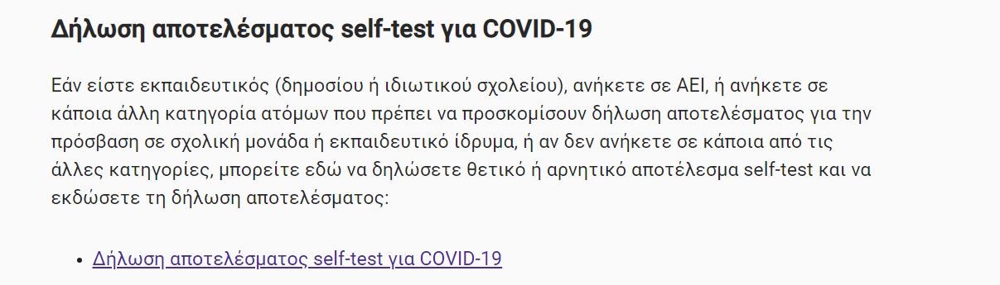 Δήλωση αποτελέσματος self-test για COVID-19
Εάν είστε εκπαιδευτικός (δημοσίου ή ιδιωτικού σχολείου), ανήκετε σε ΑΕΙ, ή ανήκετε σε
κάποια άλλη κατηγορία ατόμων που πρέπει να προσκομίσουν δήλωση αποτελέσματος για την
πρόσβαση σε σχολική μονάδα ή εκπαιδευτικό ίδρυμα, ή αν δεν ανήκετε σε κάποια από τις
άλλες κατηγορίες, μπορείτε εδώ να δηλώσετε θετικό ή αρνητικό αποτέλεσμα self-test και να
εκδώσετε τη δήλωση αποτελέσματος:
• Δήλωση αποτελέσματος self-test για COVID-19